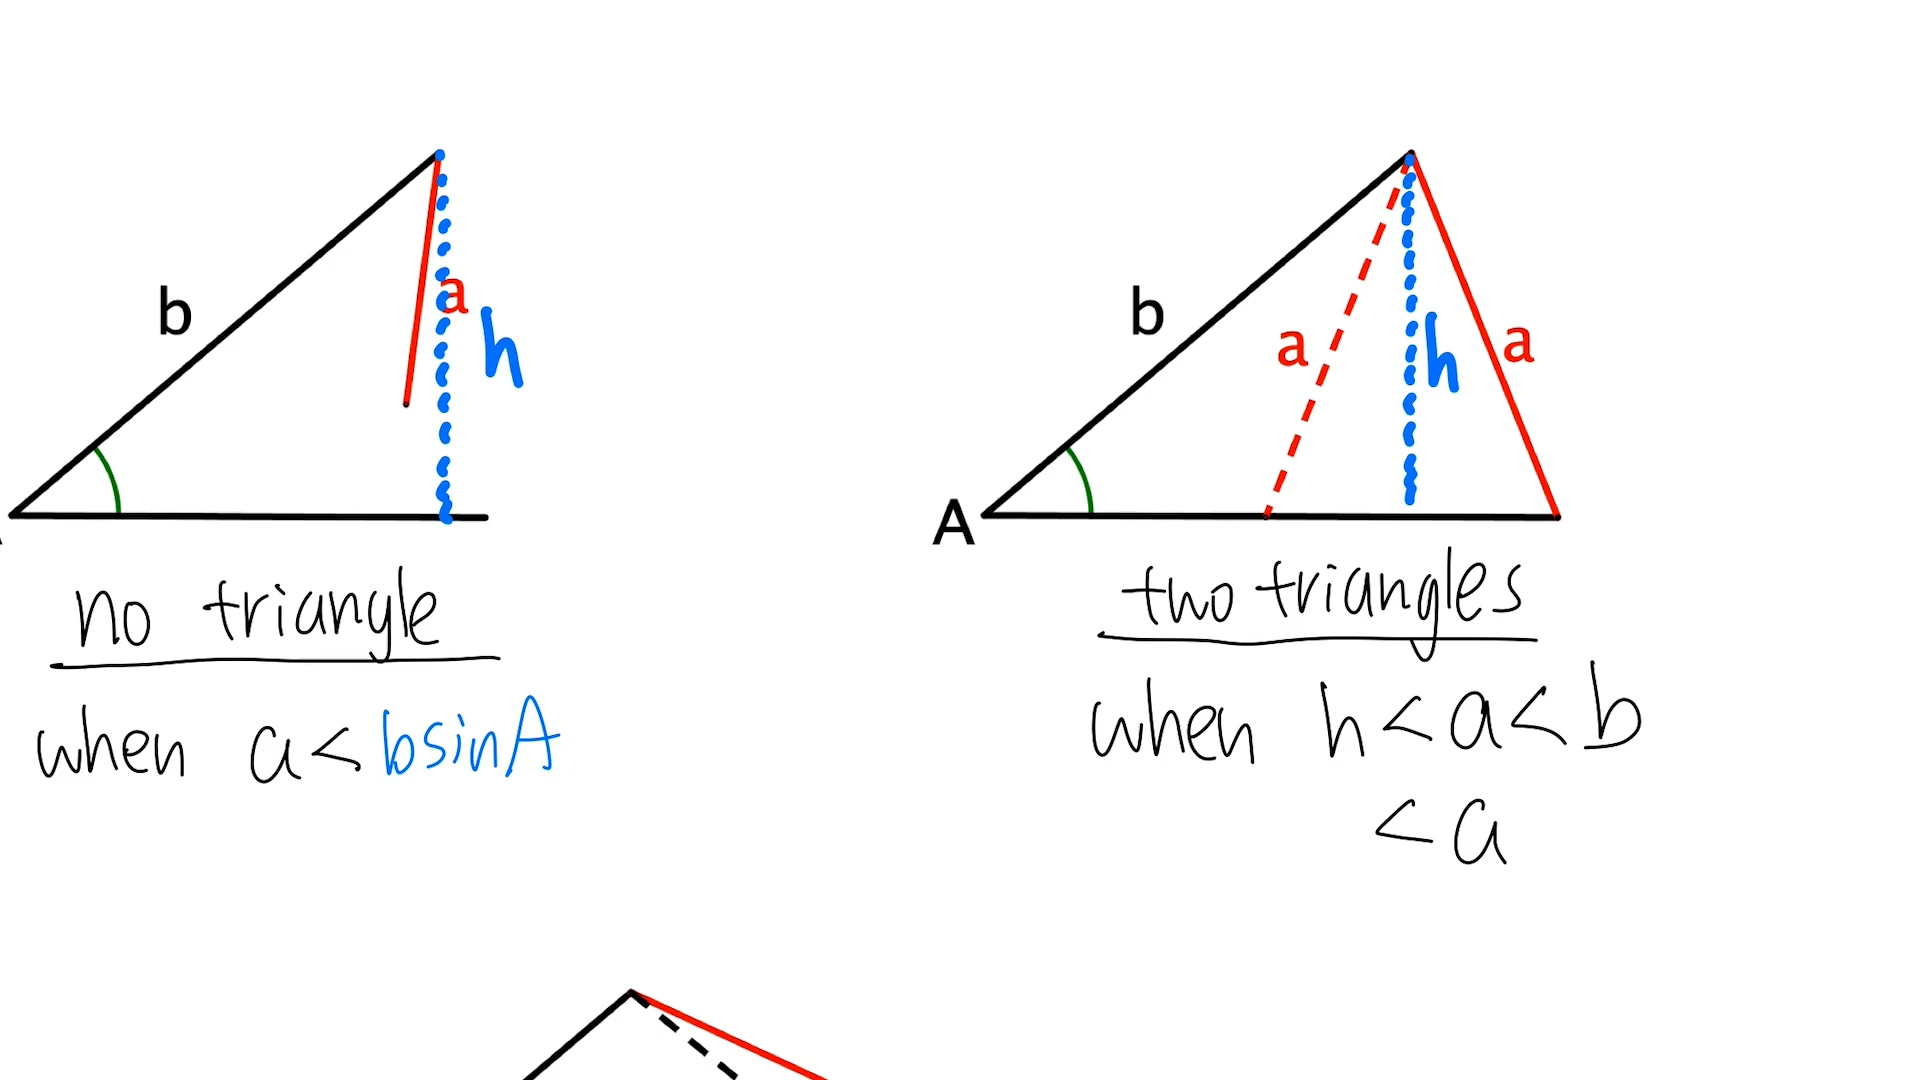 b
a
h
no triangle
when a < bsinA
b
a
h
a
A
two triangles
when h < a < b
< a